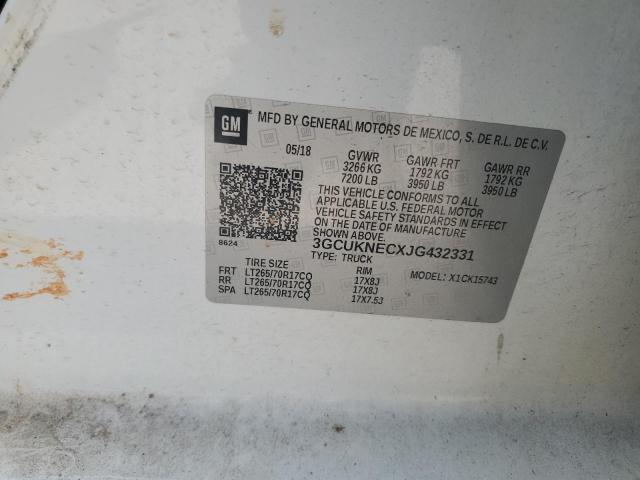 GM MFD BY GENERAL MOTORS DE MEXICO, S. DE R.L. DE C.V.
05/18 GVWR GAWR FRT GAWR RR
3266 KG 1792 KG 1792 KG
7200 LB 3950 LB 3950 LB
THIS VEHICLE CONFORMS TO ALL
APPLICABLE U.S. FEDERAL MOTOR
VEHICLE SAFETY STANDARDS IN EFFECT
ON THE DATE OF MANUFACTURE
SHOWN ABOVE.
8624
3GCUKNECXJG432331
TYPE: TRUCK
TIRE SIZE RIM MODEL: X1CK15743
FRT LT265/70R17CQ 17X8J
RR LT265/70R17CQ 17X8J
SPA LT265/70R17CQ 17X7.5J